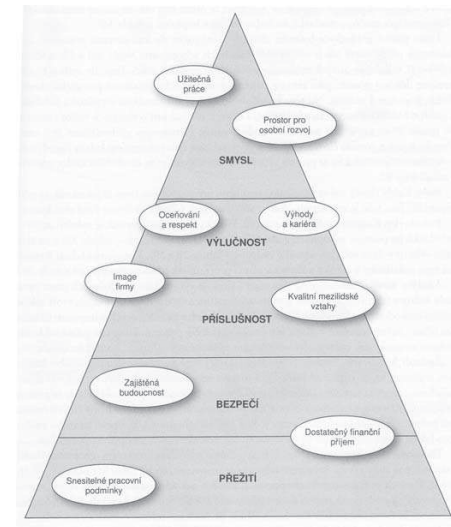 Užitečná
práce
Prostor pro
osobní rozvoj
SMYSL
Oceňování
a respekt
Výhody
a kariéra
VÝLUČNOST
Image
firmy
Kvalitní mezilidské
vztahy
PŘÍSLUŠNOST
Zajištěná
budoucnost
BEZPEČÍ
Dostatečný finanční
příjem
Snesitelné pracovní
podmínky
PŘEŽITÍ